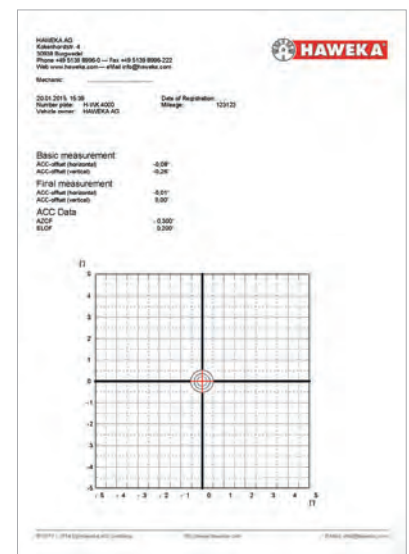 HAWEKA AG
Kokenhorststr. 4
30938 Burgwedel
Phone +49 5139 8996-0 — Fax +49 5139 8996-222
Web www.haweka.com — eMail info@haweka.com
HAWEKA
Mechanic:
20.01.2015 15:39
Date of Registration:
Number plate: H-WK 4000
Mileage: 123123
Vehicle owner: HAWEKA AG
Basic measurement
ACC-offset (horizontal) -0,08°
ACC-offset (vertical) -0,26°
Final measurement
ACC-offset (horizontal) -0,01°
ACC-offset (vertical) 0,00°
ACC Data
AZOF - 0,300°
ELOF 0,200°
[']
5
4
3
2
1
0
-1
-2
-3
-4
-5
-5 -4 -3 -2 -1 0 1 2 3 4 5
[']